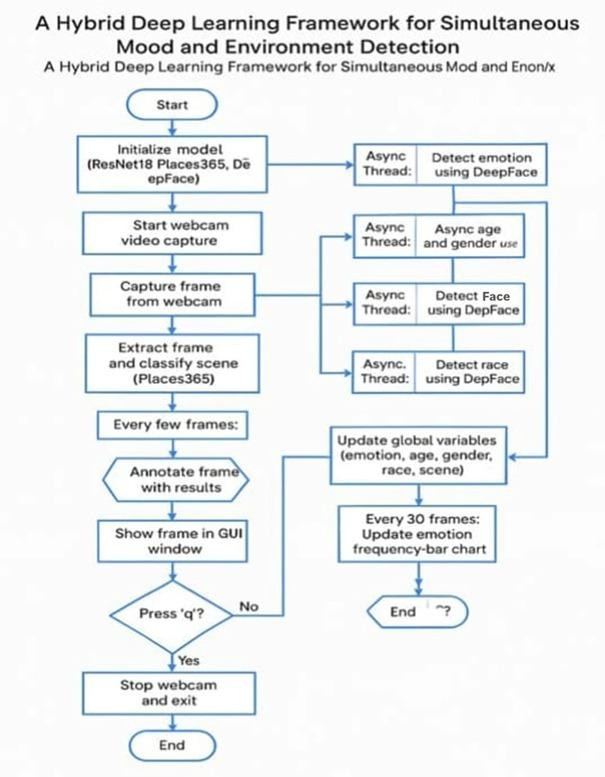 A Hybrid Deep Learning Framework for Simultaneous
Mood and Environment Detection
A Hybrid Deep Learning Framework for Simultaneous Mod and Enon/x
Start
Initialize model
(ResNet18 Places365, Dē
epFace)
Start webcam
video capture
Capture frame
from webcam
Extract frame
and classify scene
(Places365)
Every few frames:
Annotate frame
with results
Show frame in GUI
window
Press 'q'?
No
Yes
Stop webcam
and exit
End
Async
Thread:
Detect emotion
using DeepFace
Async
Thread:
Async age
and gender use
Async
Thread:
Detect Face
using DepFace
Async.
Thread:
Detect race
using DepFace
Update global variables
(emotion, age, gender,
race, scene)
Every 30 frames:
Update emotion
frequency-bar chart
End ~?